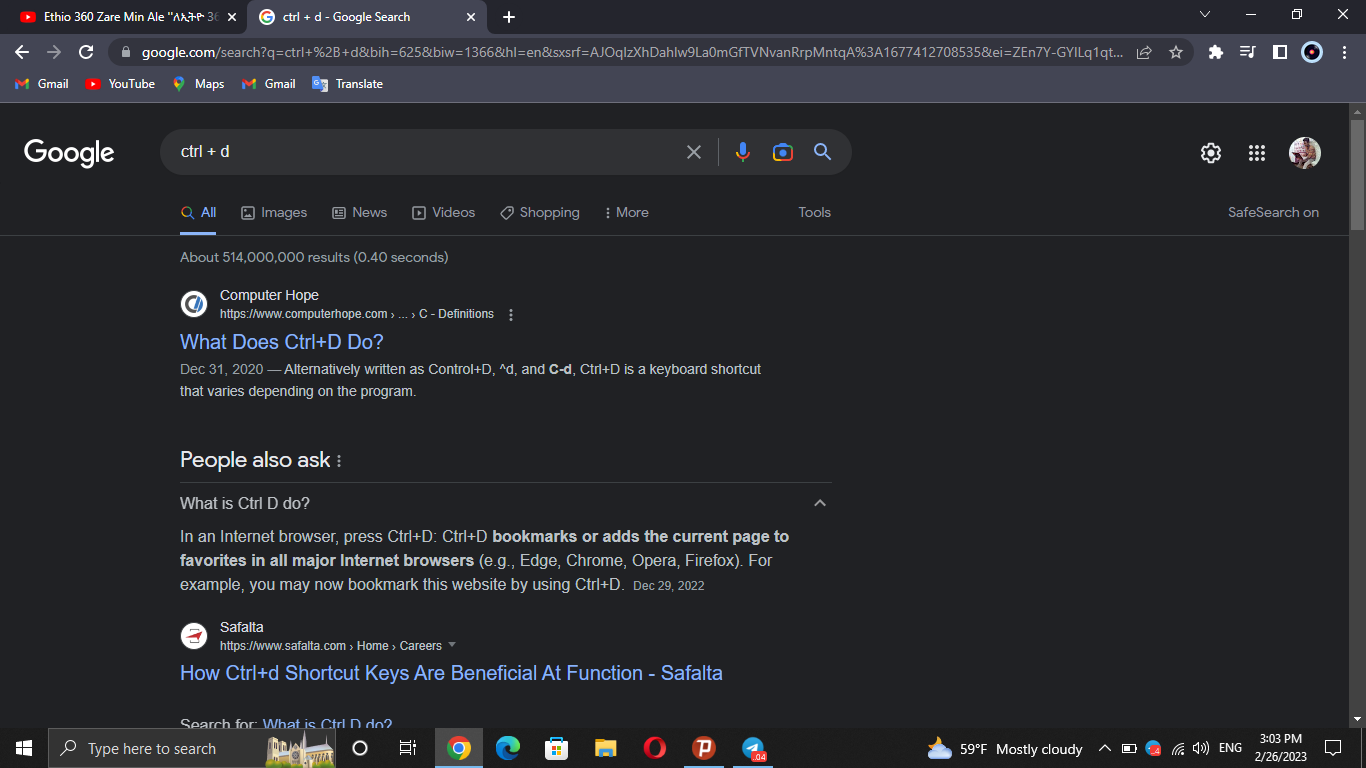 Ethio 360 Zare Min Ale "ለኢትዮ 36
ctrl + d - Google Search
google.com/search?q=ctrl+%2B+d&bih=625&biw=1366&hl=en&sxsrf=AJOqlzXhDahIw9La0mGfTVNvanRrpMntqA%3A1677412708535&ei=ZEn7Y-GYILq1qt...
Gmail YouTube Maps Gmail Translate
Google
ctrl + d
All Images News Videos Shopping More Tools SafeSearch on
About 514,000,000 results (0.40 seconds)
Computer Hope
https://www.computerhope.com › ... › C - Definitions
What Does Ctrl+D Do?
Dec 31, 2020 — Alternatively written as Control+D, ^d, and C-d, Ctrl+D is a keyboard shortcut
that varies depending on the program.
People also ask
What is Ctrl D do?
In an Internet browser, press Ctrl+D: Ctrl+D bookmarks or adds the current page to
favorites in all major Internet browsers (e.g., Edge, Chrome, Opera, Firefox). For
example, you may now bookmark this website by using Ctrl+D. Dec 29, 2022
Safalta
https://www.safalta.com › Home › Careers
How Ctrl+d Shortcut Keys Are Beneficial At Function - Safalta
Search for: What is Ctrl D do?
Type here to search
59°F Mostly cloudy
ENG
3:03 PM
2/26/2023